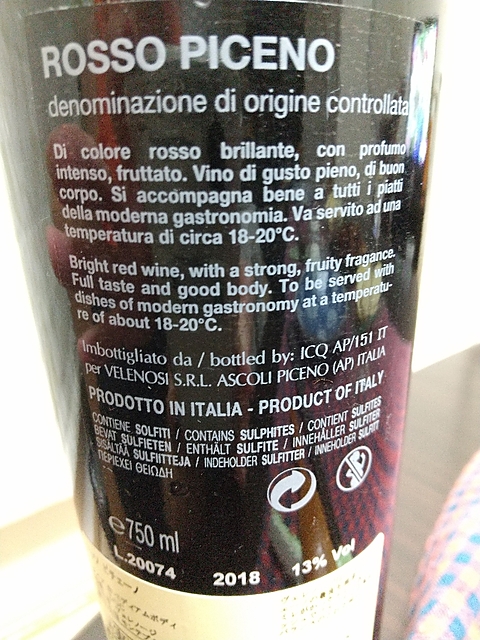 ROSSO PICENO
denominazione di origine controllata
Di colore rosso brillante, con profumo
intenso, fruttato. Vino di gusto pieno, di buon
corpo. Si accompagna bene a tutti i piatti
della moderna gastronomia. Va servito ad una
temperatura di circa 18-20°C.
Bright red wine, with a strong, fruity fragance.
Full taste and good body. To be served with
dishes of modern gastronomy at a temperatu-
re of about 18-20°C.
Imbottigliato da / bottled by: ICQ AP/151 IT
per VELENOSI S.R.L. ASCOLI PICENO (AP) ITALIA
PRODOTTO IN ITALIA - PRODUCT OF ITALY
CONTIENE SOLFITI / CONTAINS SULPHITES / CONTIENT SULFITES
BEVAT SULFIETEN / ENTHÄLT SULFITE / INNEHÅLLER SULFITER
SISÄLTÄÄ SULFIITTEJA / INDEHOLDER SULFITTER / INNEHOLDER SULFITT
ΠΕΡΙΕΧΕΙ ΘΕΙΩΔΗ
℮750 ml
L.20074 2018 13% Vol